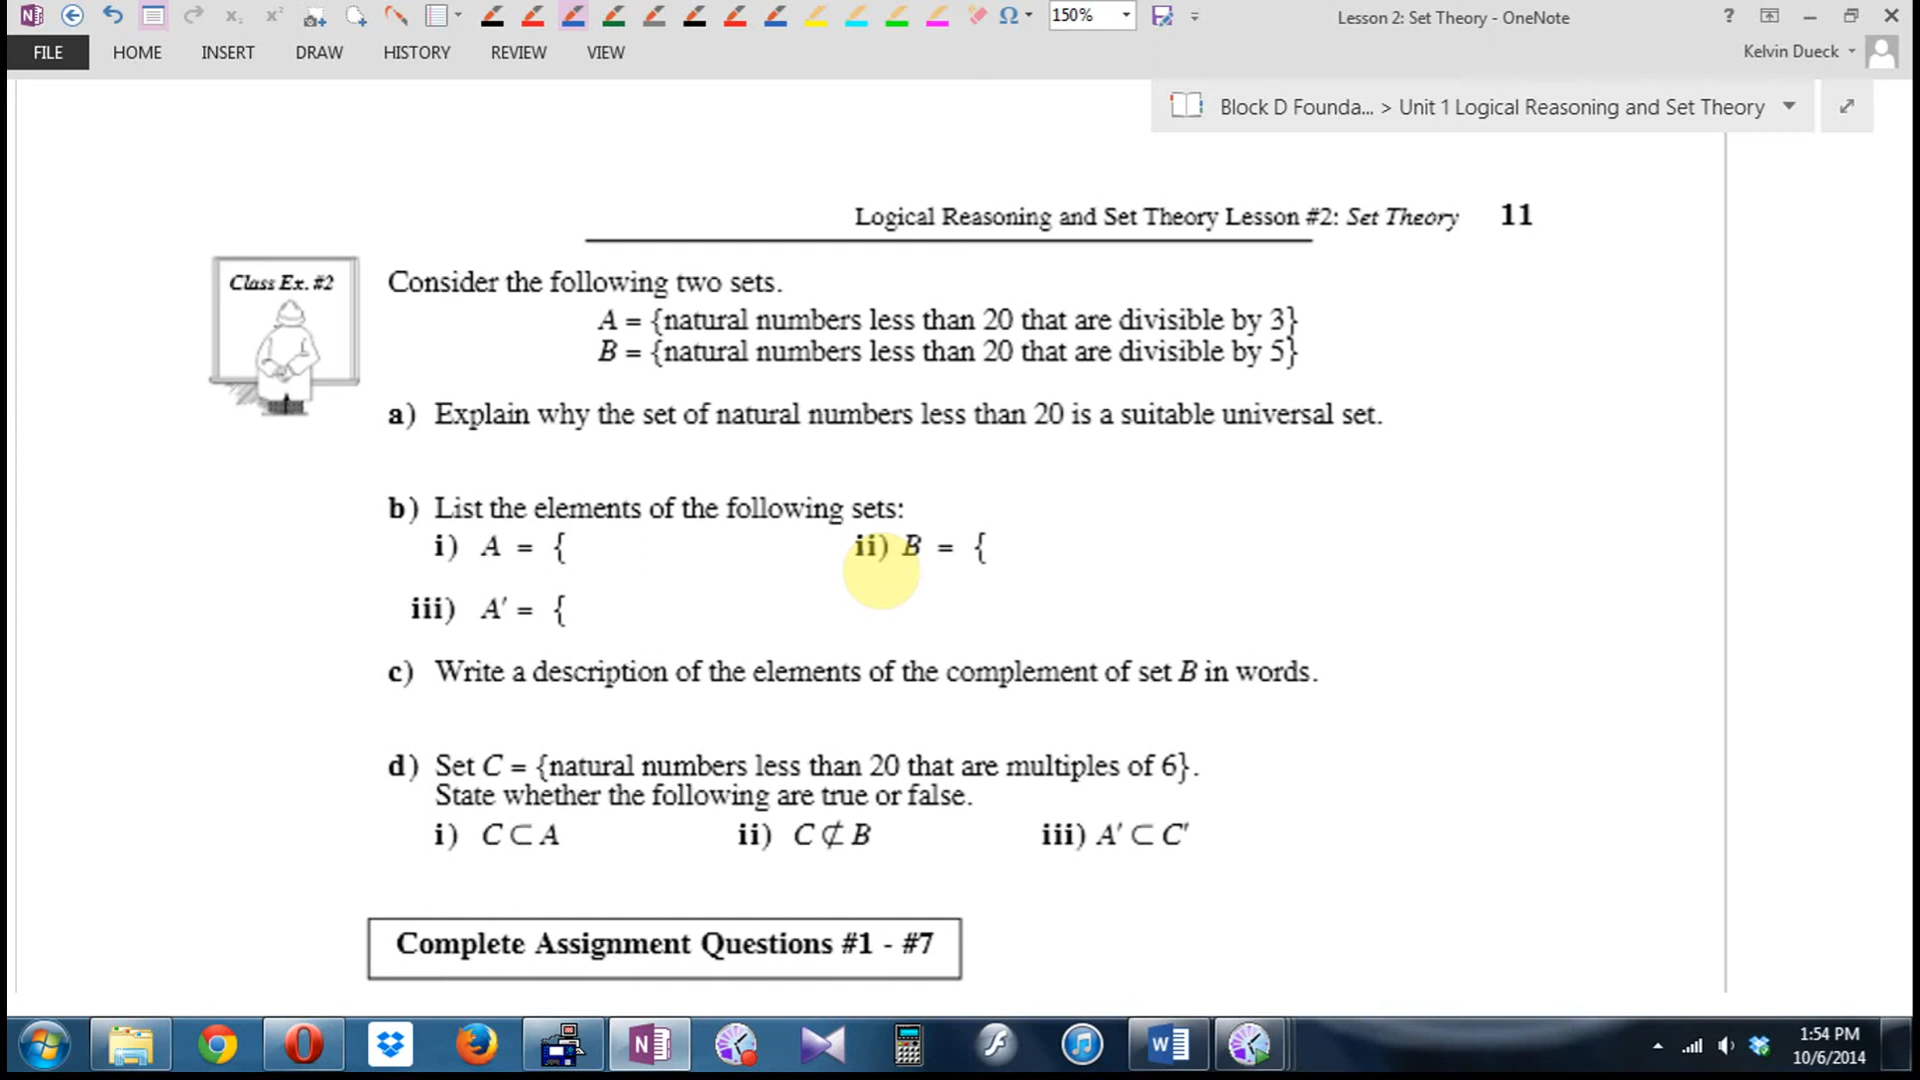 150%
Lesson 2: Set Theory - OneNote
FILE HOME INSERT DRAW HISTORY REVIEW VIEW
Kelvin Dueck
Block D Founda... > Unit 1 Logical Reasoning and Set Theory
Logical Reasoning and Set Theory Lesson #2: Set Theory 11
Class Ex. #2
Consider the following two sets.
A = {natural numbers less than 20 that are divisible by 3}
B = {natural numbers less than 20 that are divisible by 5}
a) Explain why the set of natural numbers less than 20 is a suitable universal set.
b) List the elements of the following sets:
i) A = { ii) B = {
iii) A′ = {
c) Write a description of the elements of the complement of set B in words.
d) Set C = {natural numbers less than 20 that are multiples of 6}.
State whether the following are true or false.
i) C ⊂ A ii) C ⊄ B iii) A′ ⊂ C′
Complete Assignment Questions #1 - #7
1:54 PM
10/6/2014